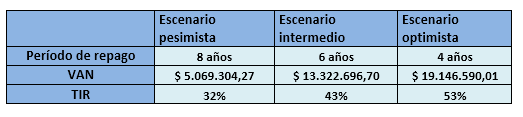 Escenario pesimista Escenario intermedio Escenario optimista
Período de repago 8 años 6 años 4 años
VAN $ 5.069.304,27 $ 13.322.696,70 $ 19.146.590,01
TIR 32% 43% 53%